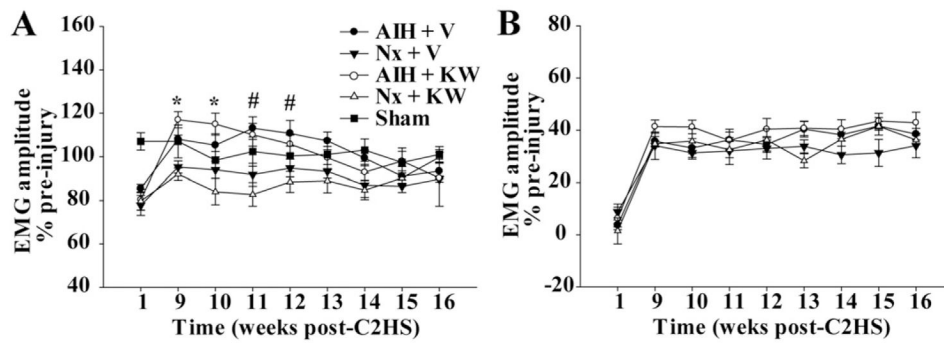 A
160
140
120
100
80
60
40
EMG amplitude
% pre-injury
* * # #
AIH + V
Nx + V
AIH + KW
Nx + KW
Sham
1 9 10 11 12 13 14 15 16
Time (weeks post-C2HS)
B
80
60
40
20
0
-20
EMG amplitude
% pre-injury
1 9 10 11 12 13 14 15 16
Time (wccks post-C2HS)